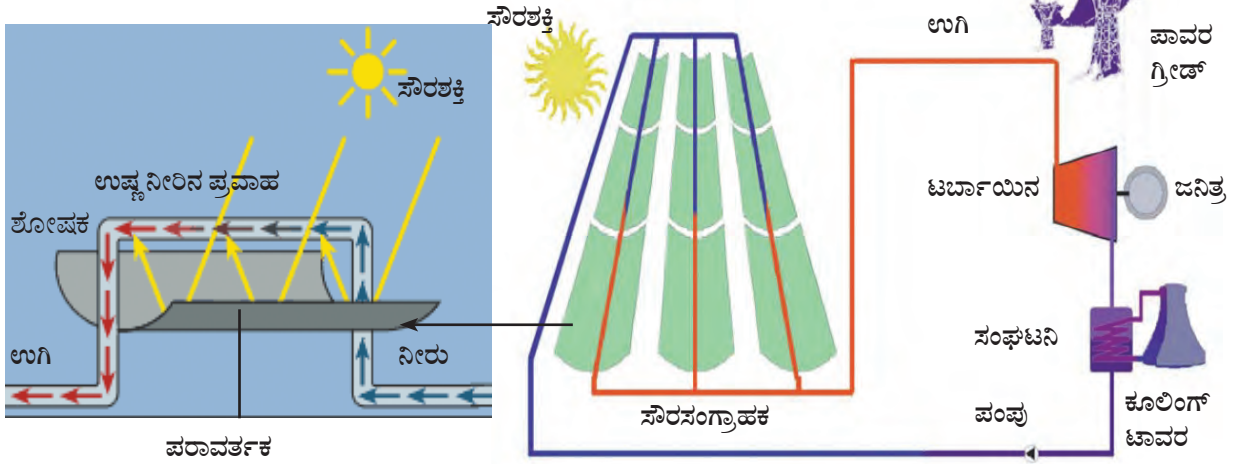 ಸೌರಶಕ್ತಿ
ಉಷ್ಣ ನೀರಿನ ಪ್ರವಾಹ
ಶೋಷಕ
ಉಗಿ
ನೀರು
ಪರಾವರ್ತಕ
ಸೌರಶಕ್ತಿ
ಉಗಿ
ಪಾವರ
ಗ್ರೀಡ್
ಟರ್ಬಾಯಿನ
ಜನಿತ್ರ
ಸಂಘಟನಿ
ಸೌರಸಂಗ್ರಾಹಕ
ಪಂಪು
ಕೂಲಿಂಗ್
ಟಾವರ